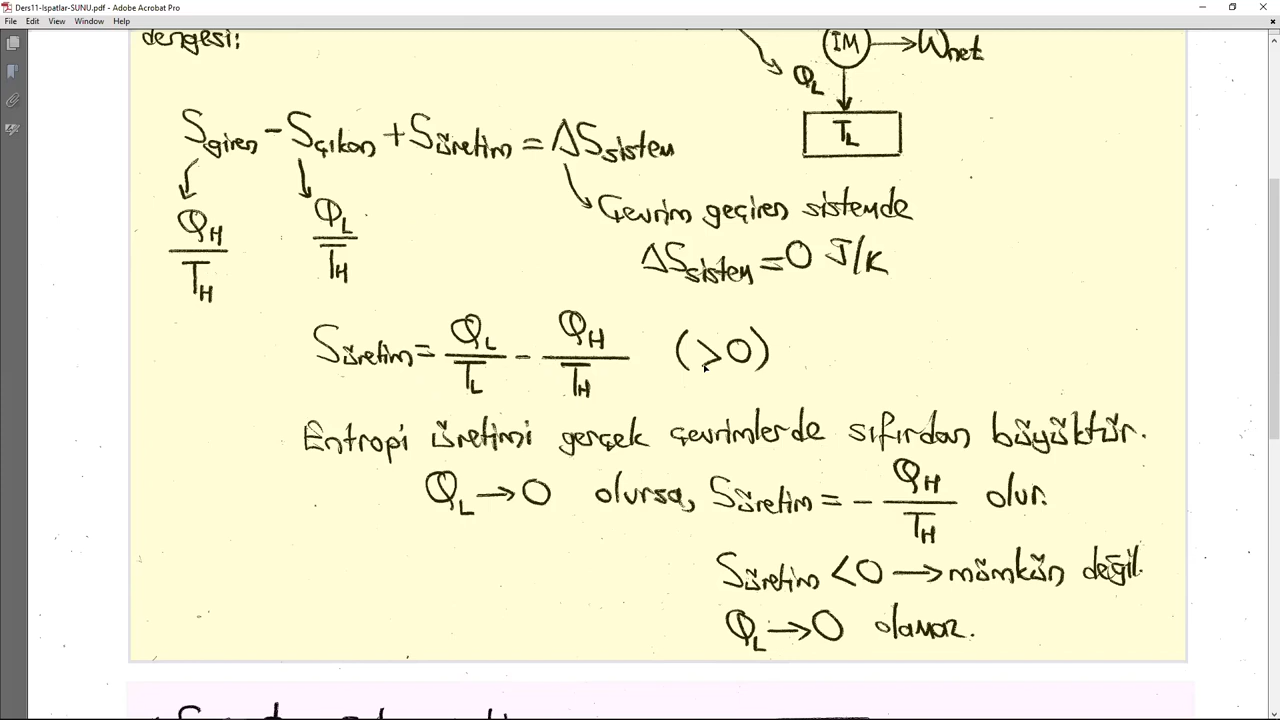 Ders11-Ispatlar-SUNU.pdf - Adobe Acrobat Pro
File Edit View Window Help
dengesi:
IM → Wnet
QL
TL
Sgiren - Sçıkan + Süretim = ΔSsistem
QH/TH QL/TH
Çevrim geçiren sistemde
ΔSsistem = 0 J/K
Süretim = QL/TL - QH/TH (>0)
Entropi üretimi gerçek çevrimlerde sıfırdan büyüktür.
QL → 0 olursa, Süretim = - QH/TH olur.
Süretim < 0 → mümkün değil.
QL → 0 olamaz.